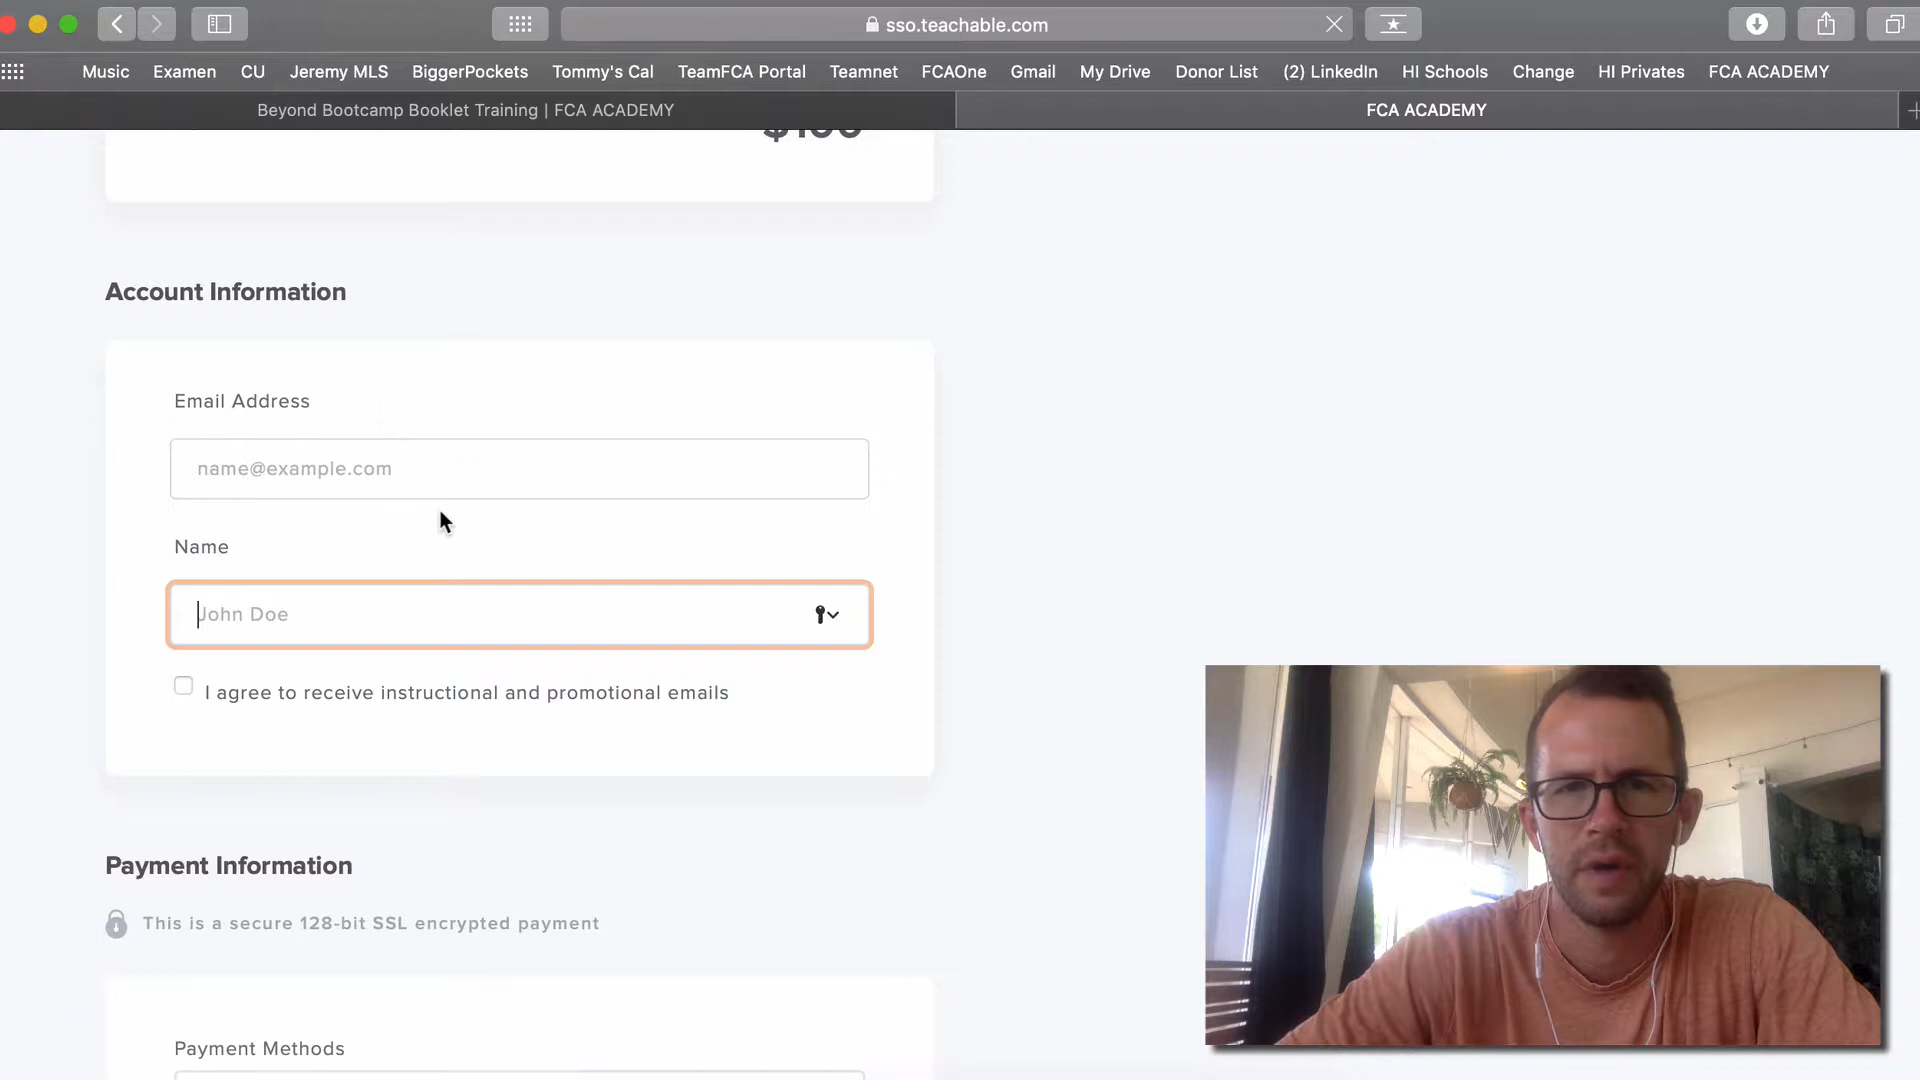 sso.teachable.com
Music Examen CU Jeremy MLS BiggerPockets Tommy's Cal TeamFCA Portal Teamnet FCAOne Gmail My Drive Donor List (2) LinkedIn HI Schools Change HI Privates FCA ACADEMY
Beyond Bootcamp Booklet Training | FCA ACADEMY
FCA ACADEMY
Account Information
Email Address
name@example.com
Name
John Doe
I agree to receive instructional and promotional emails
Payment Information
This is a secure 128-bit SSL encrypted payment
Payment Methods